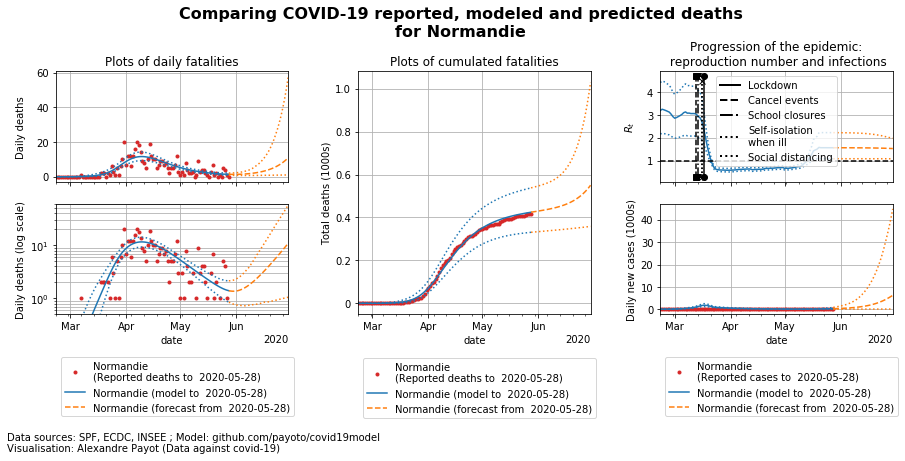 Comparing COVID-19 reported, modeled and predicted deaths
for Normandie
Plots of daily fatalities
Daily deaths
60
40
20
0
Daily deaths (log scale)
10¹
10⁰
Mar
Apr
May
Jun
date
2020
Normandie
(Reported deaths to  2020-05-28)
Normandie (model to  2020-05-28)
Normandie (forecast from  2020-05-28)
Plots of cumulated fatalities
Total deaths (1000s)
1.0
0.8
0.6
0.4
0.2
0
Mar
Apr
May
Jun
date
2020
Normandie
(Reported deaths to  2020-05-28)
Normandie (model to  2020-05-28)
Normandie (forecast from  2020-05-28)
Progression of the epidemic:
reproduction number and infections
Rₜ
4
3
2
1
Lockdown
Cancel events
School closures
Self-isolation
when ill
Social distancing
Daily new cases (1000s)
40
30
20
10
0
Mar
Apr
May
Jun
date
2020
Normandie
(Reported cases to  2020-05-28)
Normandie (model to  2020-05-28)
Normandie (forecast from  2020-05-28)
Data sources: SPF, ECDC, INSEE ; Model: github.com/payoto/covid19model
Visualisation: Alexandre Payot (Data against covid-19)